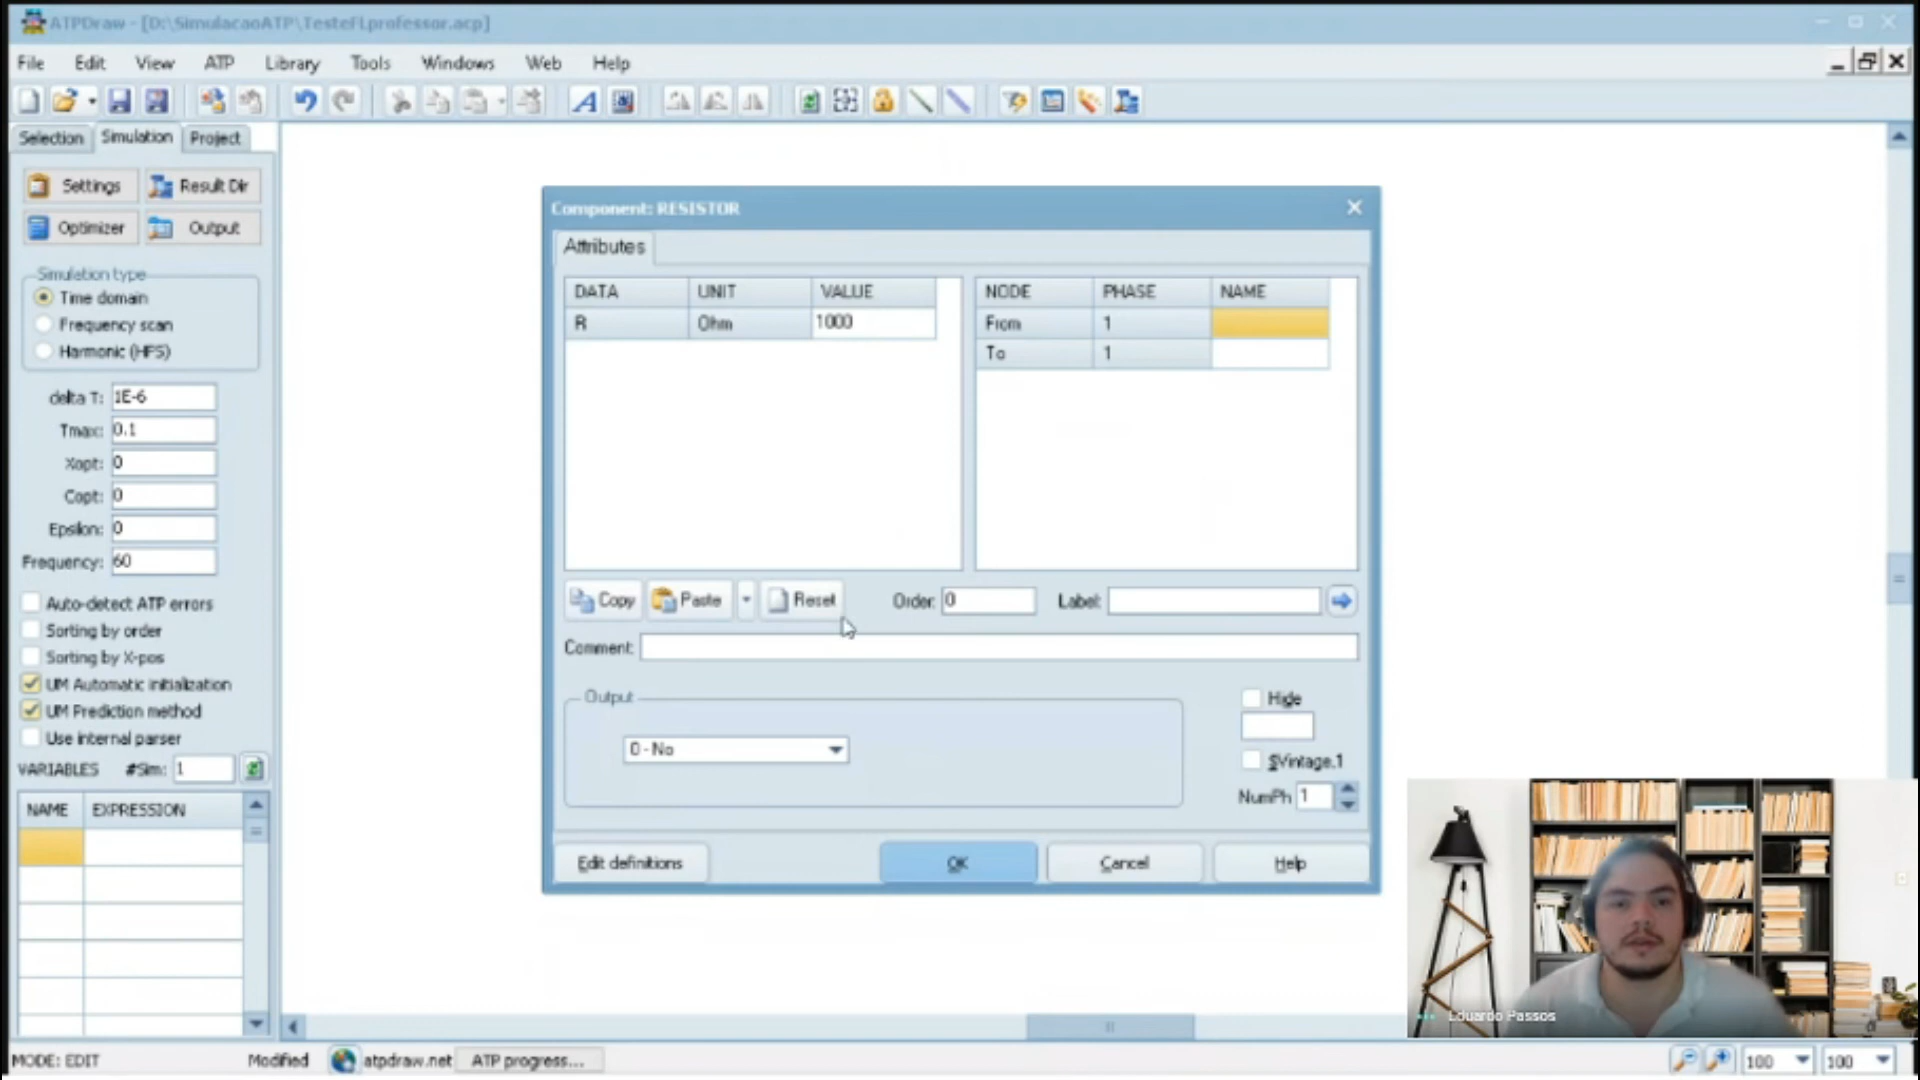 ATPDraw - [D:\SimulacaoATP\TesteFLprofessor.acp]
File Edit View ATP Library Tools Windows Web Help
Selection Simulation Project
Settings Result Dir
Optimizer Output
Simulation type
Time domain
Frequency scan
Harmonic (HFS)
delta T: 1E-6
Tmax: 0.1
Xopt: 0
Copt: 0
Epsilon: 0
Frequency: 60
Auto-detect ATP errors
Sorting by order
Sorting by X-pos
UM Automatic initialization
UM Prediction method
Use internal parser
VARIABLES #Sim: 1
NAME EXPRESSION
Component: RESISTOR
Attributes
DATA UNIT VALUE
R Ohm 1000
NODE PHASE NAME
From 1
To 1
Copy Paste Reset Order: 0 Label:
Comment:
Output
0 - No
Hide
$Vintage,1
NumPh 1
Edit definitions OK Cancel Help
Eduardo Passos
MODE: EDIT Modified atpdraw.net ATP progress... 100 100